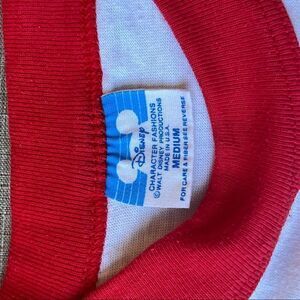 Disney
CHARACTER FASHIONS
©WALT DISNEY PRODUCTIONS
MADE IN U.S.A.
MEDIUM
FOR CARE & FIBER SEE REVERSE